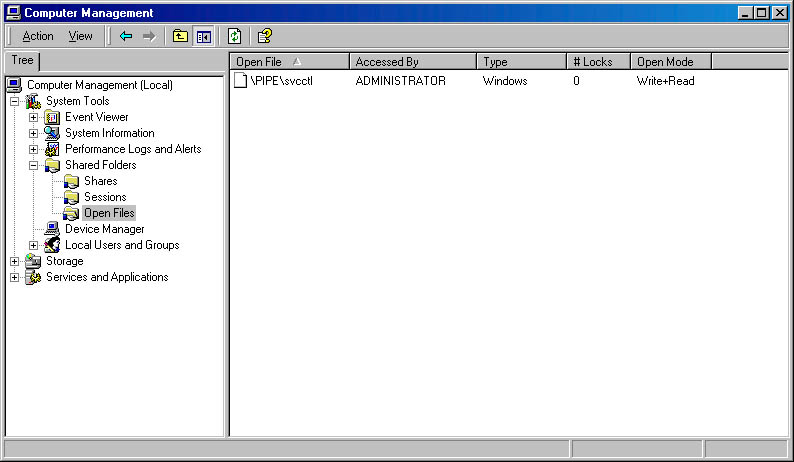 Computer Management
Action View
Tree
Computer Management (Local)
System Tools
Event Viewer
System Information
Performance Logs and Alerts
Shared Folders
Shares
Sessions
Open Files
Device Manager
Local Users and Groups
Storage
Services and Applications
Open File Accessed By Type # Locks Open Mode
\PIPE\svcctl ADMINISTRATOR Windows 0 Write+Read